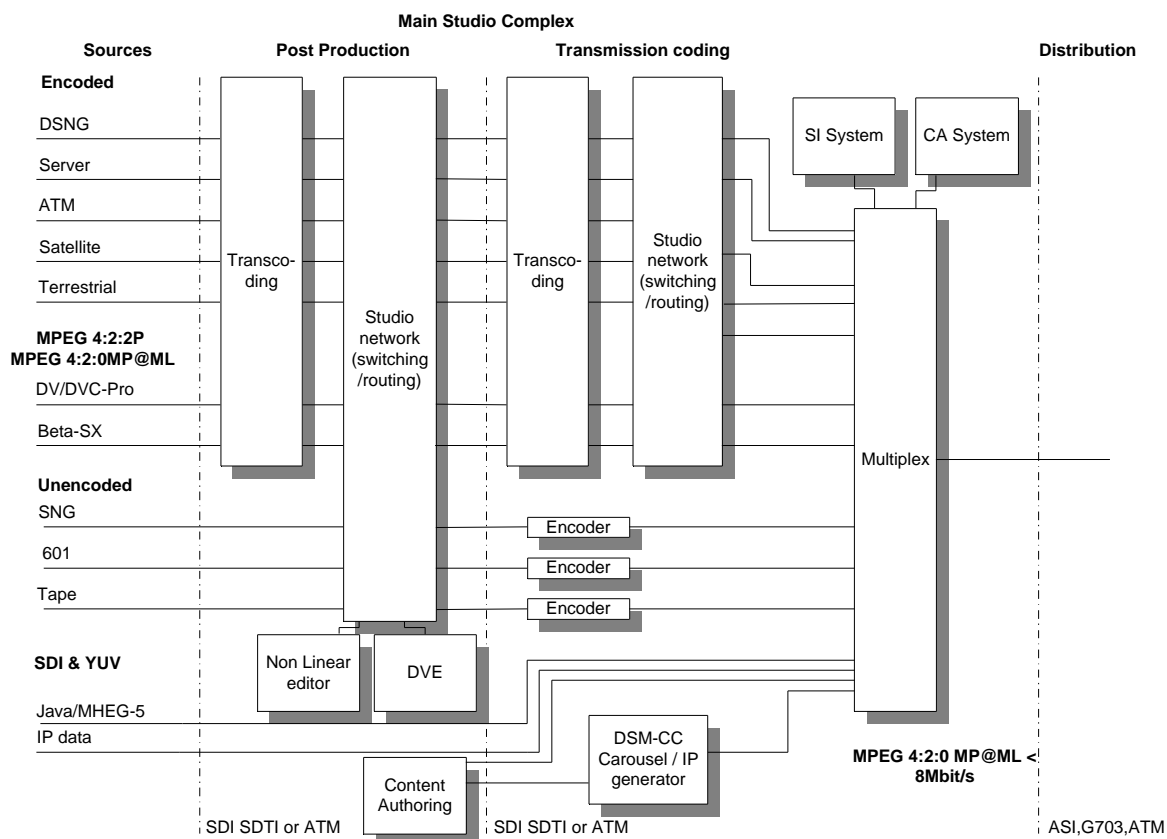 Main Studio Complex
Sources
Post Production
Transmission coding
Distribution
Encoded
DSNG
Server
ATM
Satellite
Terrestrial
MPEG 4:2:2P
MPEG 4:2:0MP@ML
DV/DVC-Pro
Beta-SX
Unencoded
SNG
601
Tape
SDI & YUV
Java/MHEG-5
IP data
Transco-
ding
Studio
network
(switching
/routing)
Non Linear
editor
DVE
Content
Authoring
SDI SDTI or ATM
Transco-
ding
Studio
network
(switching
/routing)
Encoder
Encoder
Encoder
DSM-CC
Carousel / IP
generator
SDI SDTI or ATM
SI System
CA System
Multiplex
MPEG 4:2:0 MP@ML <
8Mbit/s
ASI,G703,ATM